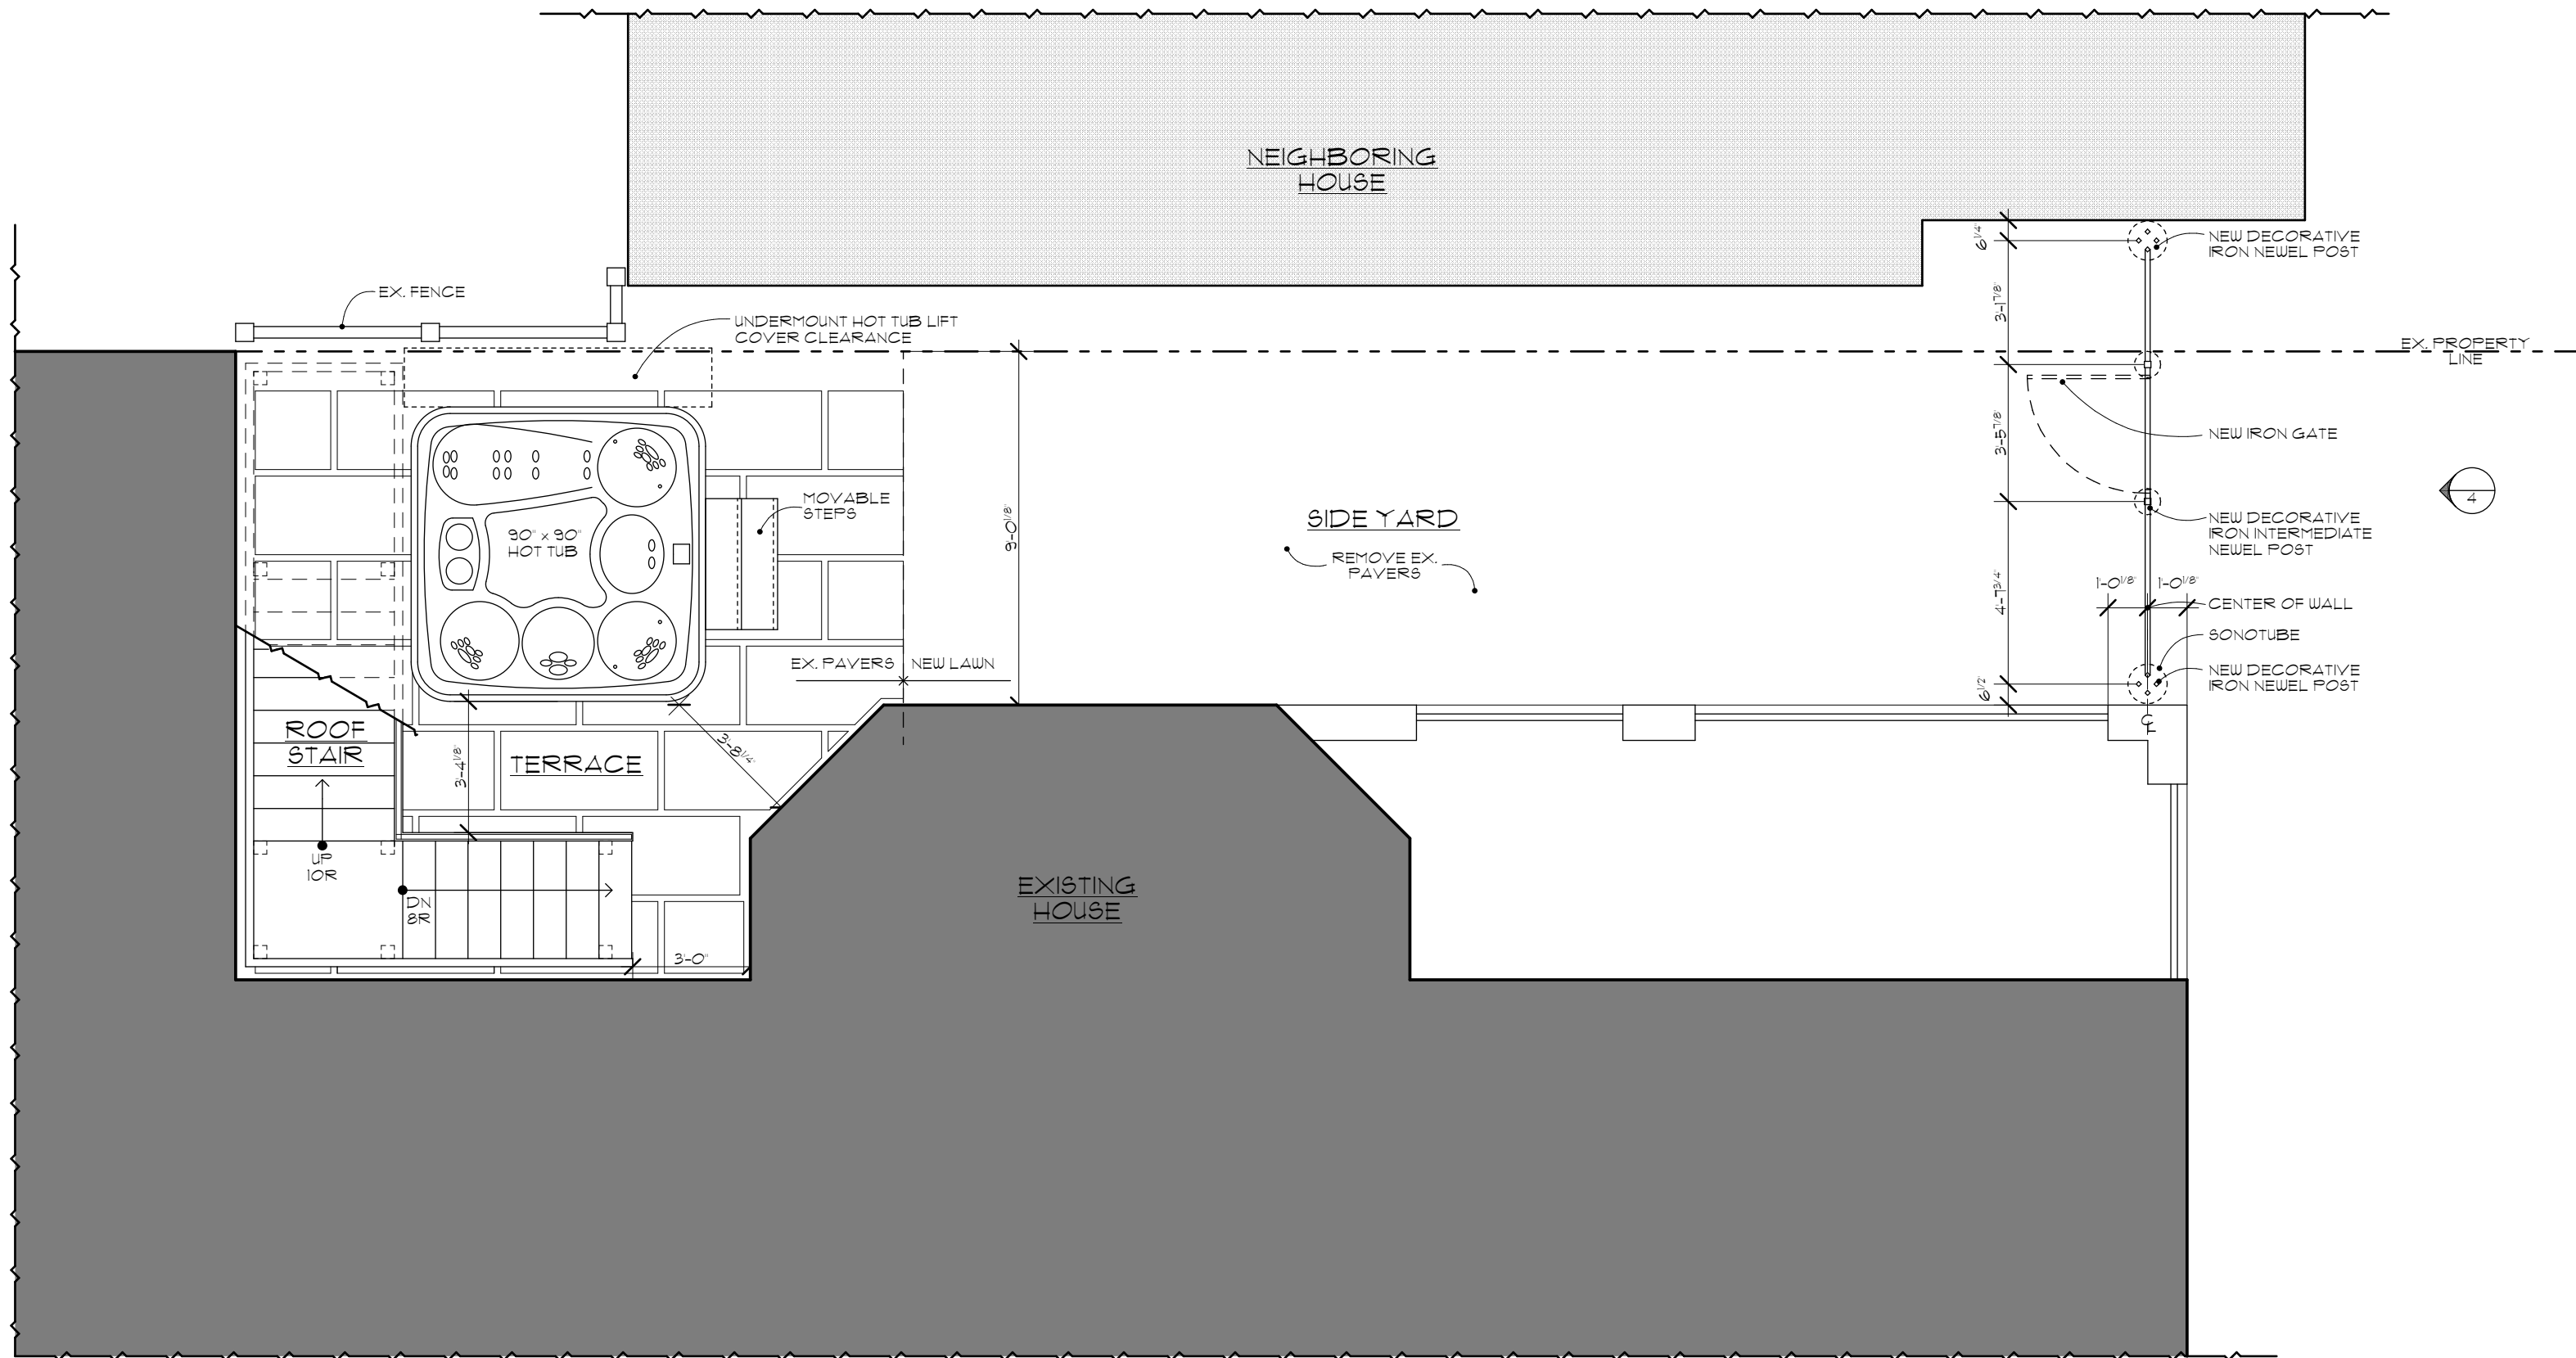 NEIGHBORING
HOUSE
6 1/4"
NEW DECORATIVE
IRON NEWEL POST
EX. FENCE
3'-1 7/8"
UNDERMOUNT HOT TUB LIFT
COVER CLEARANCE
EX. PROPERTY
LINE
3'-5 7/8"
NEW IRON GATE
MOVABLE
STEPS
4
90" x 90"
HOT TUB
9'-0 1/8"
SIDE YARD
REMOVE EX.
PAVERS
NEW DECORATIVE
IRON INTERMEDIATE
NEWEL POST
4'-7 3/4"
1'-0 1/8"
1'-0 1/8"
CENTER OF WALL
SONOTUBE
EX. PAVERS
NEW LAWN
NEW DECORATIVE
IRON NEWEL POST
6 1/2"
CL
ROOF
STAIR
3'-4 1/8"
TERRACE
3'-8 1/4"
UP
10R
DN
8R
EXISTING
HOUSE
3'-0"